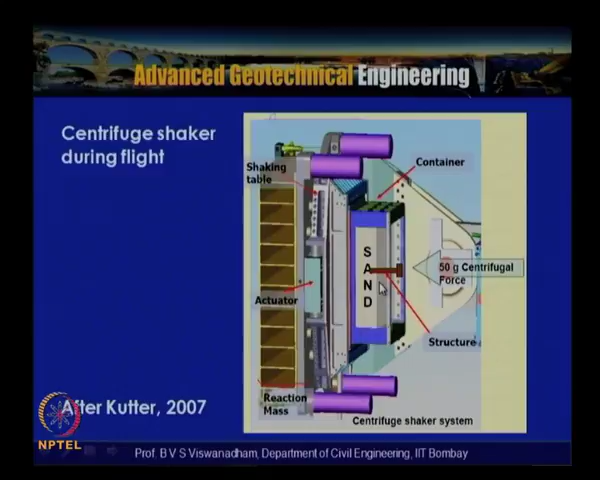 Advanced Geotechnical Engineering
Centrifuge shaker
during flight
Shaking
table
Container
SAND
50 g Centrifugal
Force
Actuator
Structure
Reaction
Mass
Centrifuge shaker system
After Kutter, 2007
NPTEL
Prof. B V S Viswanadham, Department of Civil Engineering, IIT Bombay